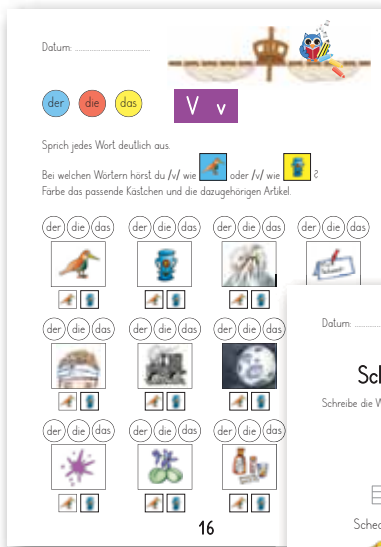 Datum:
der die das
V v
Sprich jedes Wort deutlich aus.
Bei welchen Wörtern hörst du /v/ wie oder /v/ wie ?
Färbe das passende Kästchen und die dazugehörigen Artikel.
der die das der die das der die das der die das
der die das der die das der die das
der die das der die das der die das
16
Datum:
Schreibe die W